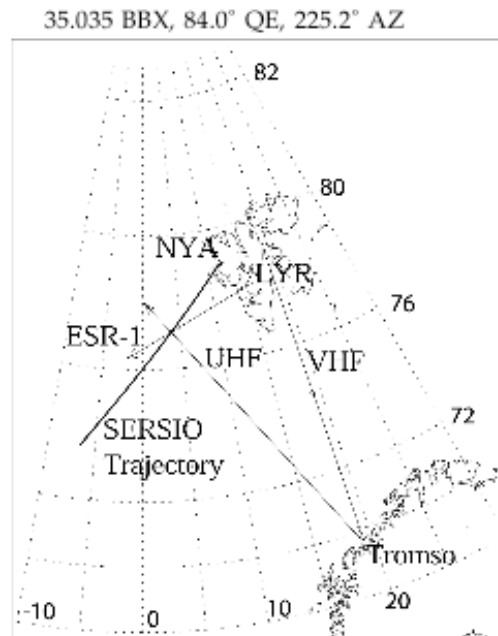 35.035 BBX, 84.0° QE, 225.2° AZ
82
80
NYA
LYR
76
ESR-1
UHF
VHF
SERSIO
Trajectory
72
Tromso
-10
0
10
20